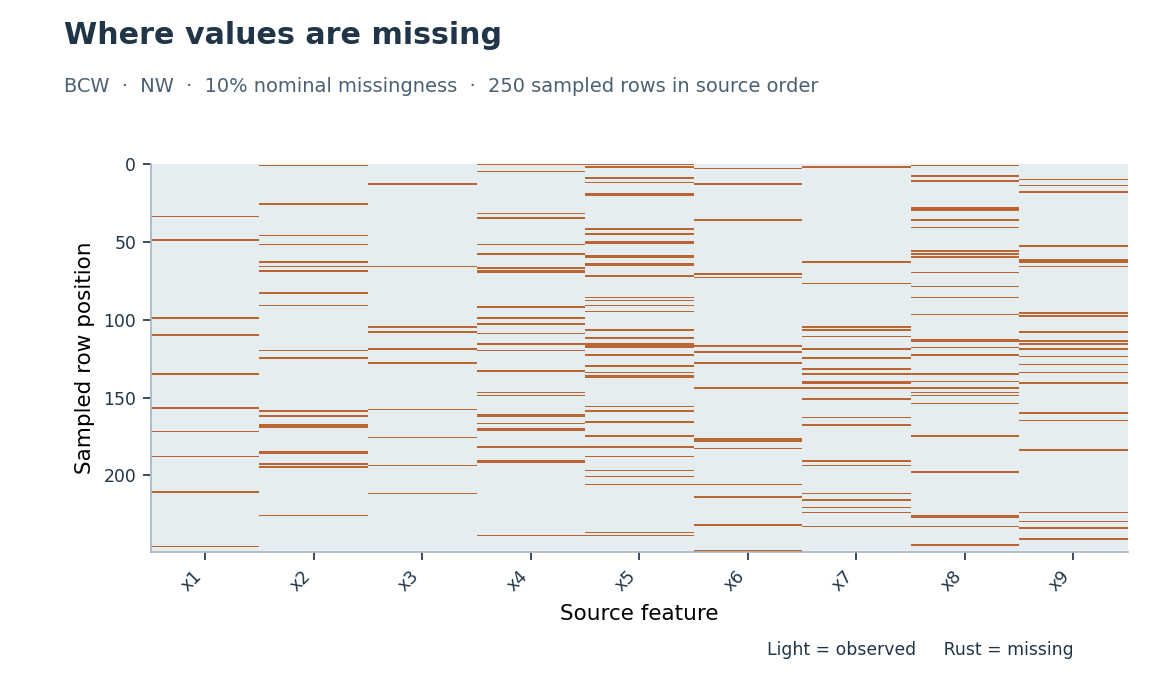 Where values are missing
BCW · NW · 10% nominal missingness · 250 sampled rows in source order
0
50
100
150
200
Sampled row position
x1 x2 x3 x4 x5 x6 x7 x8 x9
Source feature
Light = observed Rust = missing